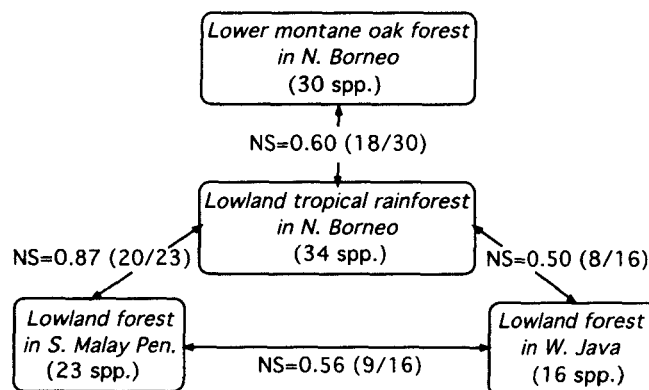 Lower montane oak forest
in N. Borneo
(30 spp.)
NS=0.60 (18/30)
Lowland tropical rainforest
in N. Borneo
(34 spp.)
NS=0.87 (20/23)
NS=0.50 (8/16)
Lowland forest
in S. Malay Pen.
(23 spp.)
NS=0.56 (9/16)
Lowland forest
in W. Java
(16 spp.)